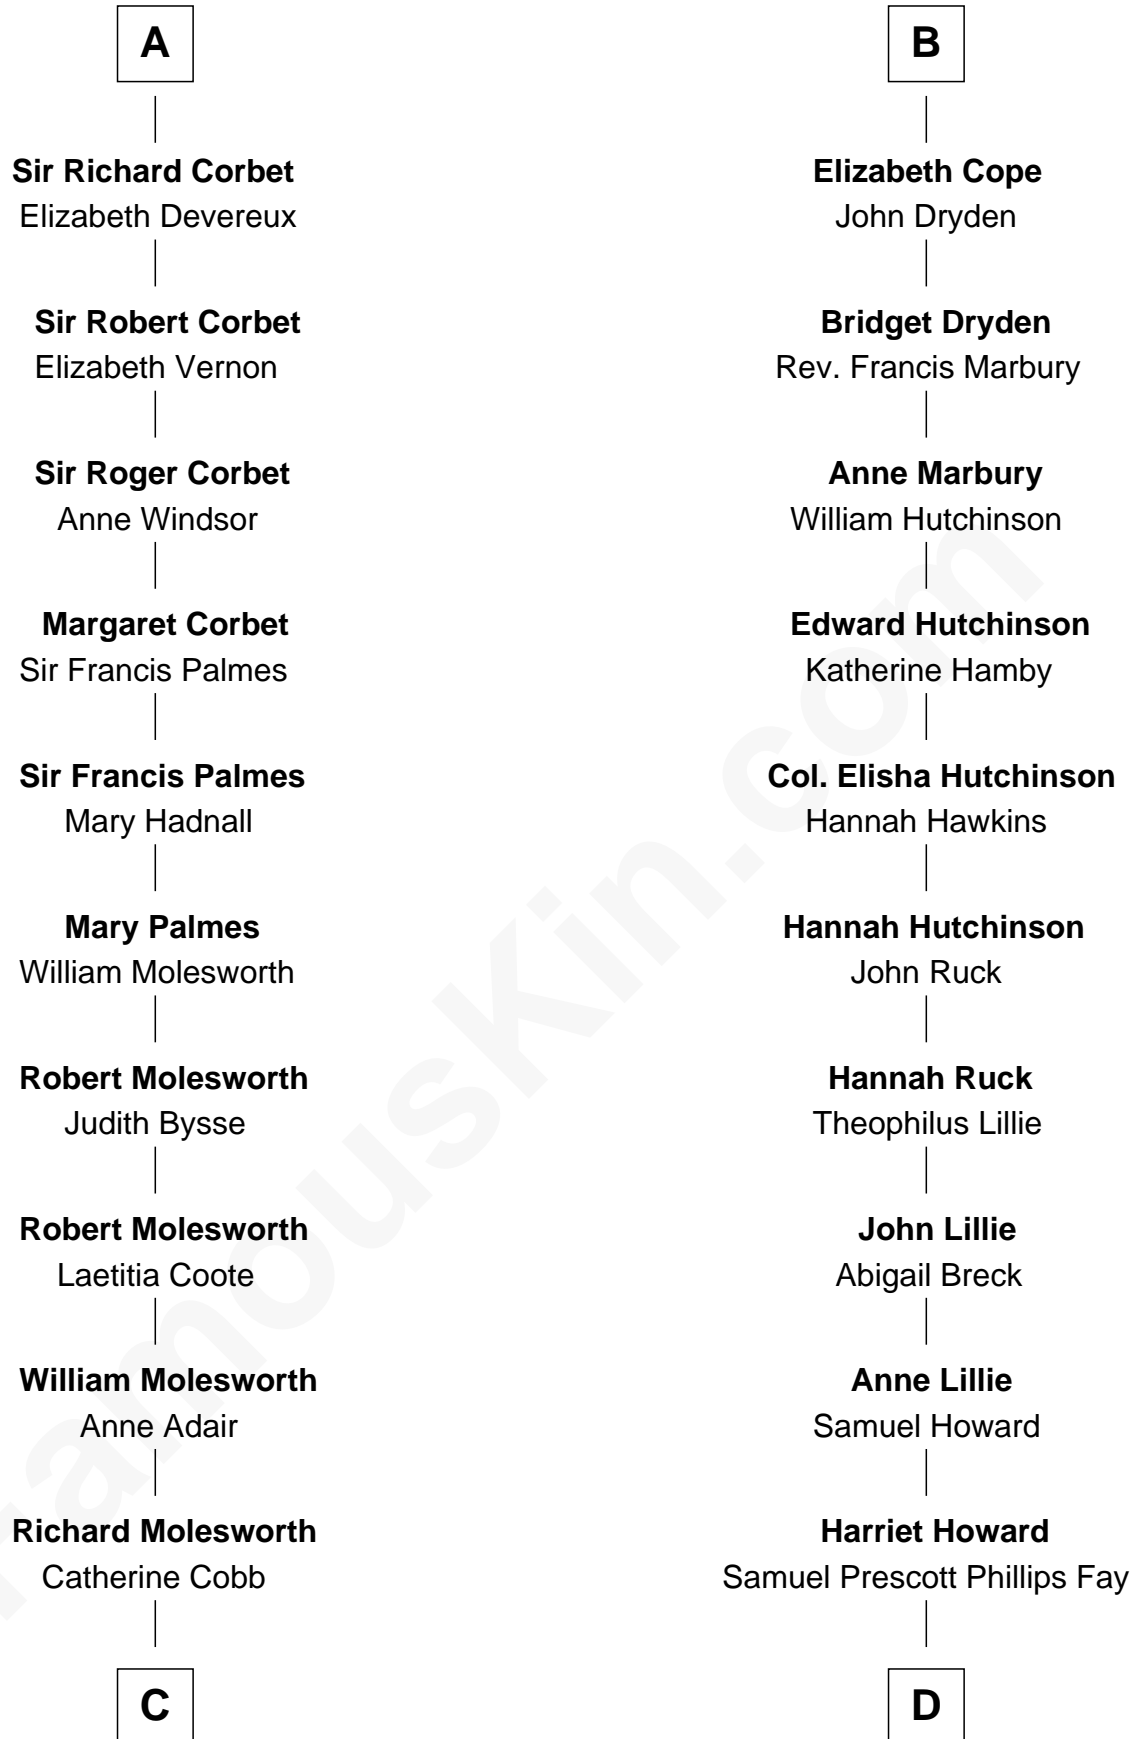 A
Sir Richard Corbet
Elizabeth Devereux
Sir Robert Corbet
Elizabeth Vernon
Sir Roger Corbet
Anne Windsor
Margaret Corbet
Sir Francis Palmes
Sir Francis Palmes
Mary Hadnall
Mary Palmes
William Molesworth
Robert Molesworth
Judith Bysse
Robert Molesworth
Laetitia Coote
William Molesworth
Anne Adair
Richard Molesworth
Catherine Cobb
C
B
Elizabeth Cope
John Dryden
Bridget Dryden
Rev. Francis Marbury
Anne Marbury
William Hutchinson
Edward Hutchinson
Katherine Hamby
Col. Elisha Hutchinson
Hannah Hawkins
Hannah Hutchinson
John Ruck
Hannah Ruck
Theophilus Lillie
John Lillie
Abigail Breck
Anne Lillie
Samuel Howard
Harriet Howard
Samuel Prescott Phillips Fay
D
FamousKin.com